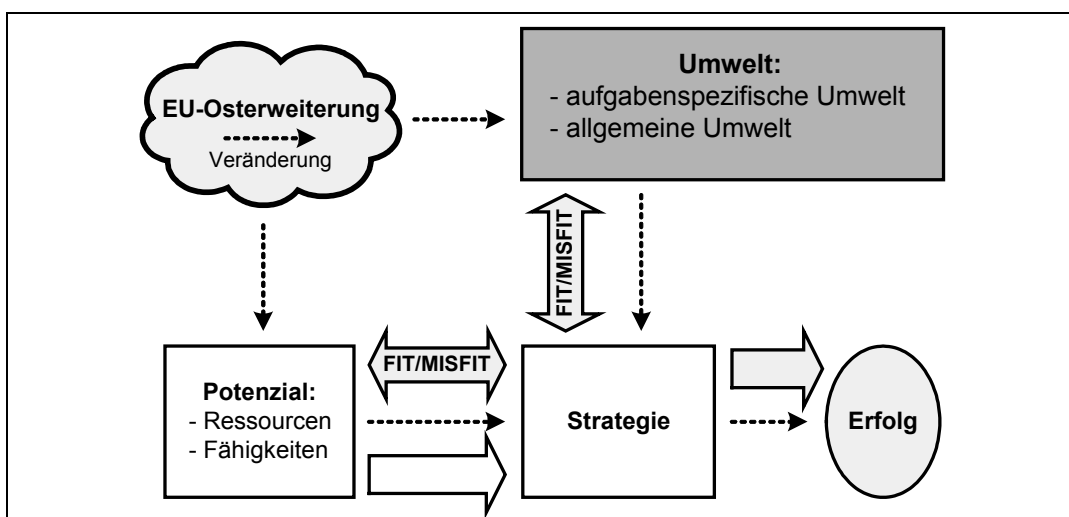 EU-Osterweiterung
Veränderung
Umwelt:
- aufgabenspezifische Umwelt
- allgemeine Umwelt
FIT/MISFIT
FIT/MISFIT
Potenzial:
- Ressourcen
- Fähigkeiten
Strategie
Erfolg